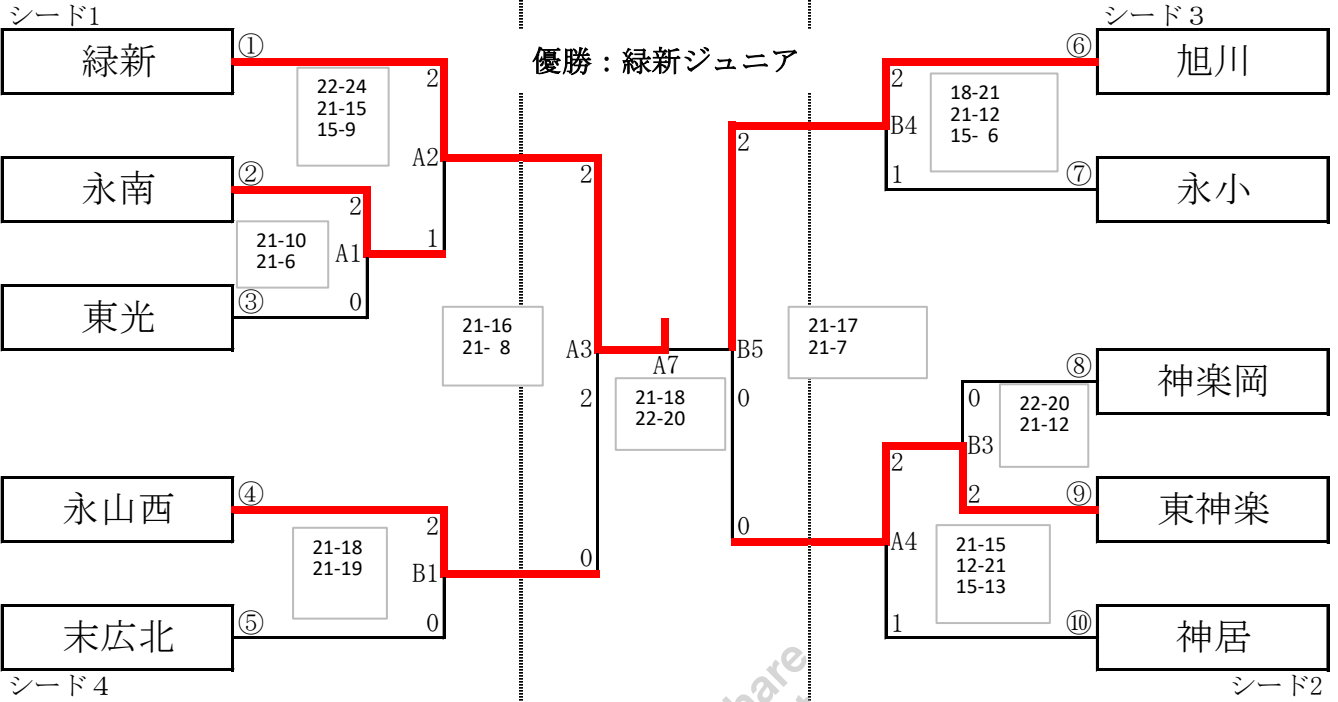 シード1
シード３
緑新
①
優勝：緑新ジュニア
⑥
旭川
2
22-24
21-15
15-9
2
18-21
21-12
15- 6
B4
A2
2
1
⑦
永小
永南
②
2
2
21-10
21-6
A1
1
東光
③
0
21-16
21- 8
A3
A7
B5
21-17
21-7
2
21-18
22-20
0
⑧
神楽岡
0
22-20
21-12
B3
2
永山西
④
2
⑨
東神楽
2
21-18
21-19
B1
0
0
A4
21-15
12-21
15-13
末広北
⑤
0
1
⑩
神居
シード４
シード2